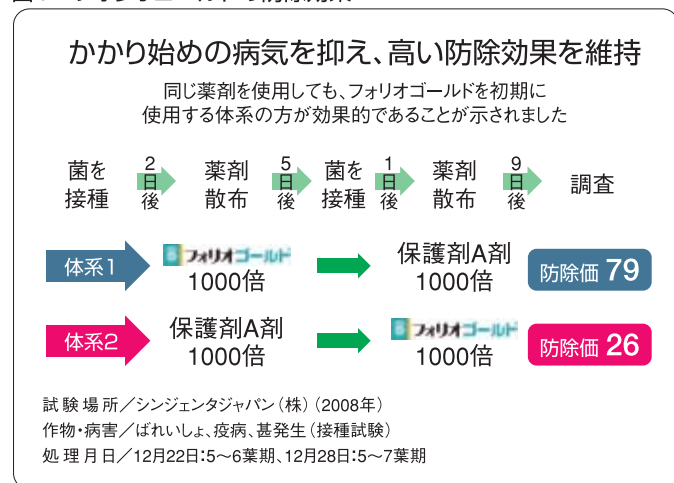 かかり始めの病気を抑え、高い防除効果を維持
同じ薬剤を使用しても、フォリオゴールドを初期に
使用する体系の方が効果的であることが示されました
菌を接種 2日後 薬剤散布 5日後 菌を接種 1日後 薬剤散布 9日後 調査
体系1 フォリオゴールド 1000倍 保護剤A剤 1000倍 防除価 79
体系2 保護剤A剤 1000倍 フォリオゴールド 1000倍 防除価 26
試験場所／シンジェンタジャパン（株）（2008年）
作物・病害／ばれいしょ、疫病、甚発生（接種試験）
処理月日／12月22日：5〜6葉期、12月28日：5〜7葉期